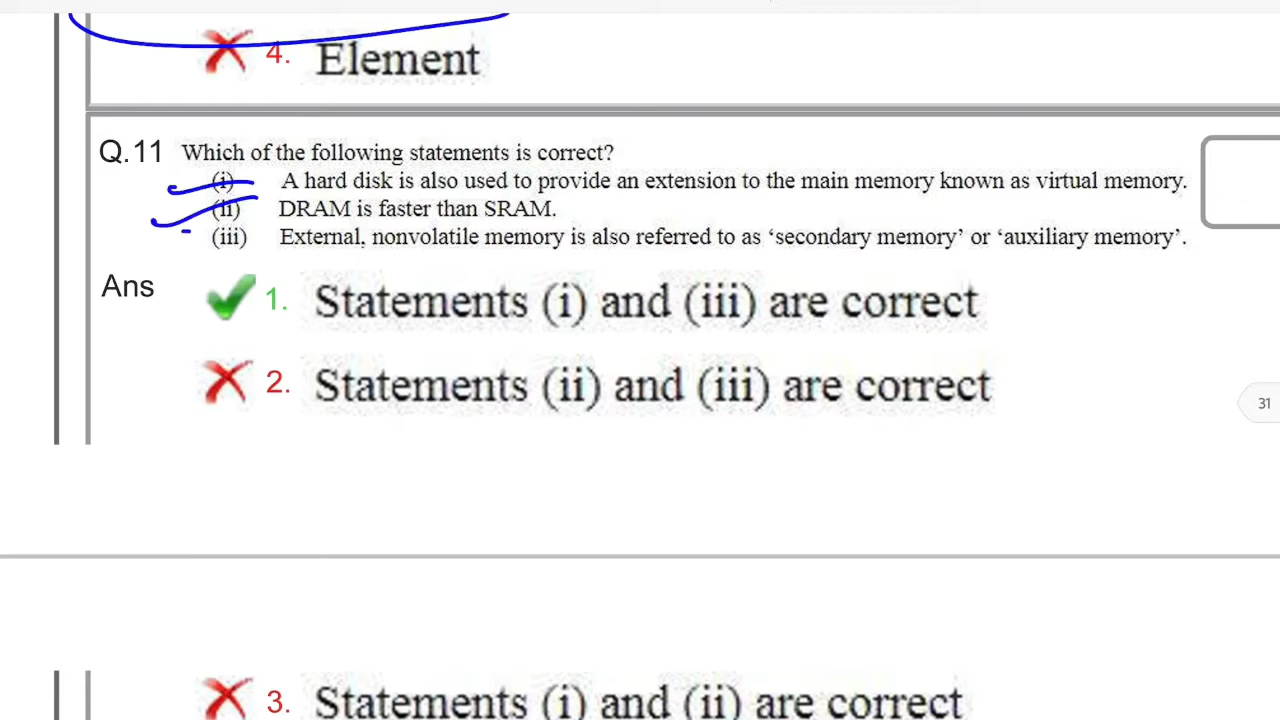 4. Element
Q.11 Which of the following statements is correct?
(i) A hard disk is also used to provide an extension to the main memory known as virtual memory.
(ii) DRAM is faster than SRAM.
(iii) External, nonvolatile memory is also referred to as ‘secondary memory’ or ‘auxiliary memory’.
Ans 1. Statements (i) and (iii) are correct
2. Statements (ii) and (iii) are correct
31
3. Statements (i) and (ii) are correct